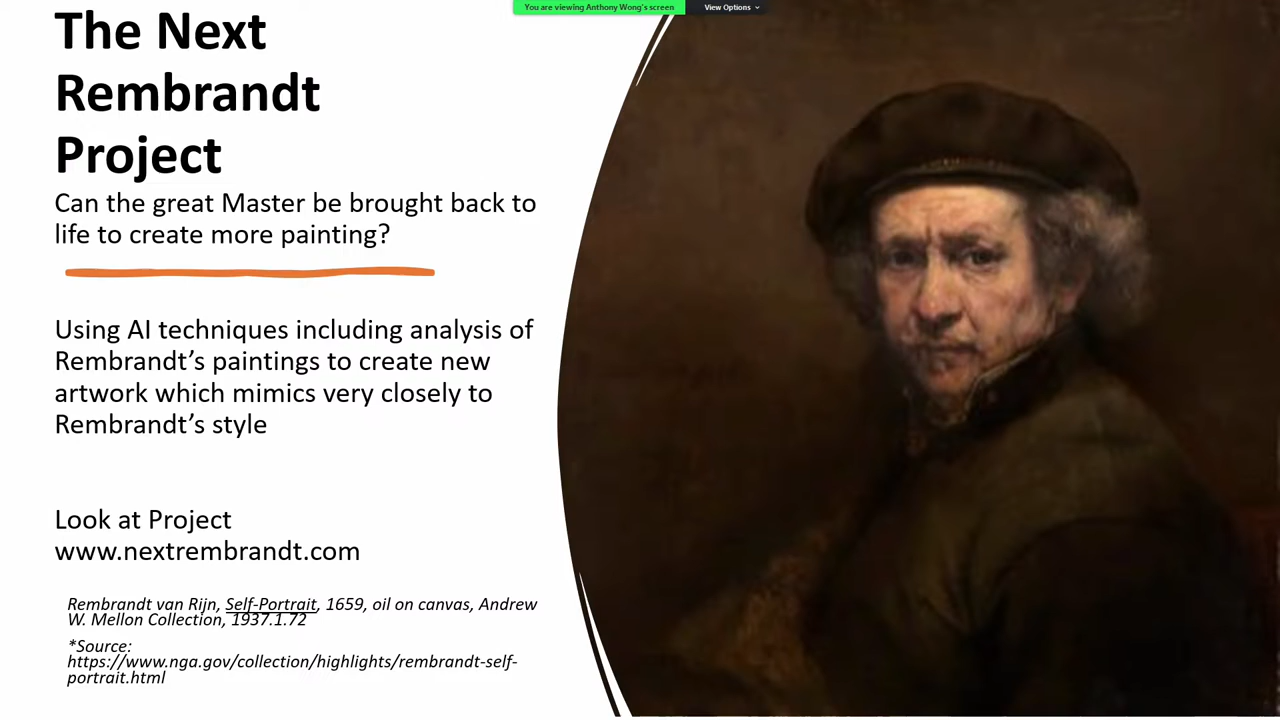 You are viewing Anthony Wong's screen View Options
The Next
Rembrandt
Project
Can the great Master be brought back to
life to create more painting?
Using AI techniques including analysis of
Rembrandt's paintings to create new
artwork which mimics very closely to
Rembrandt's style
Look at Project
www.nextrembrandt.com
Rembrandt van Rijn, Self-Portrait, 1659, oil on canvas, Andrew
W. Mellon Collection, 1937.1.72
*Source:
https://www.nga.gov/collection/highlights/rembrandt-self-
portrait.html